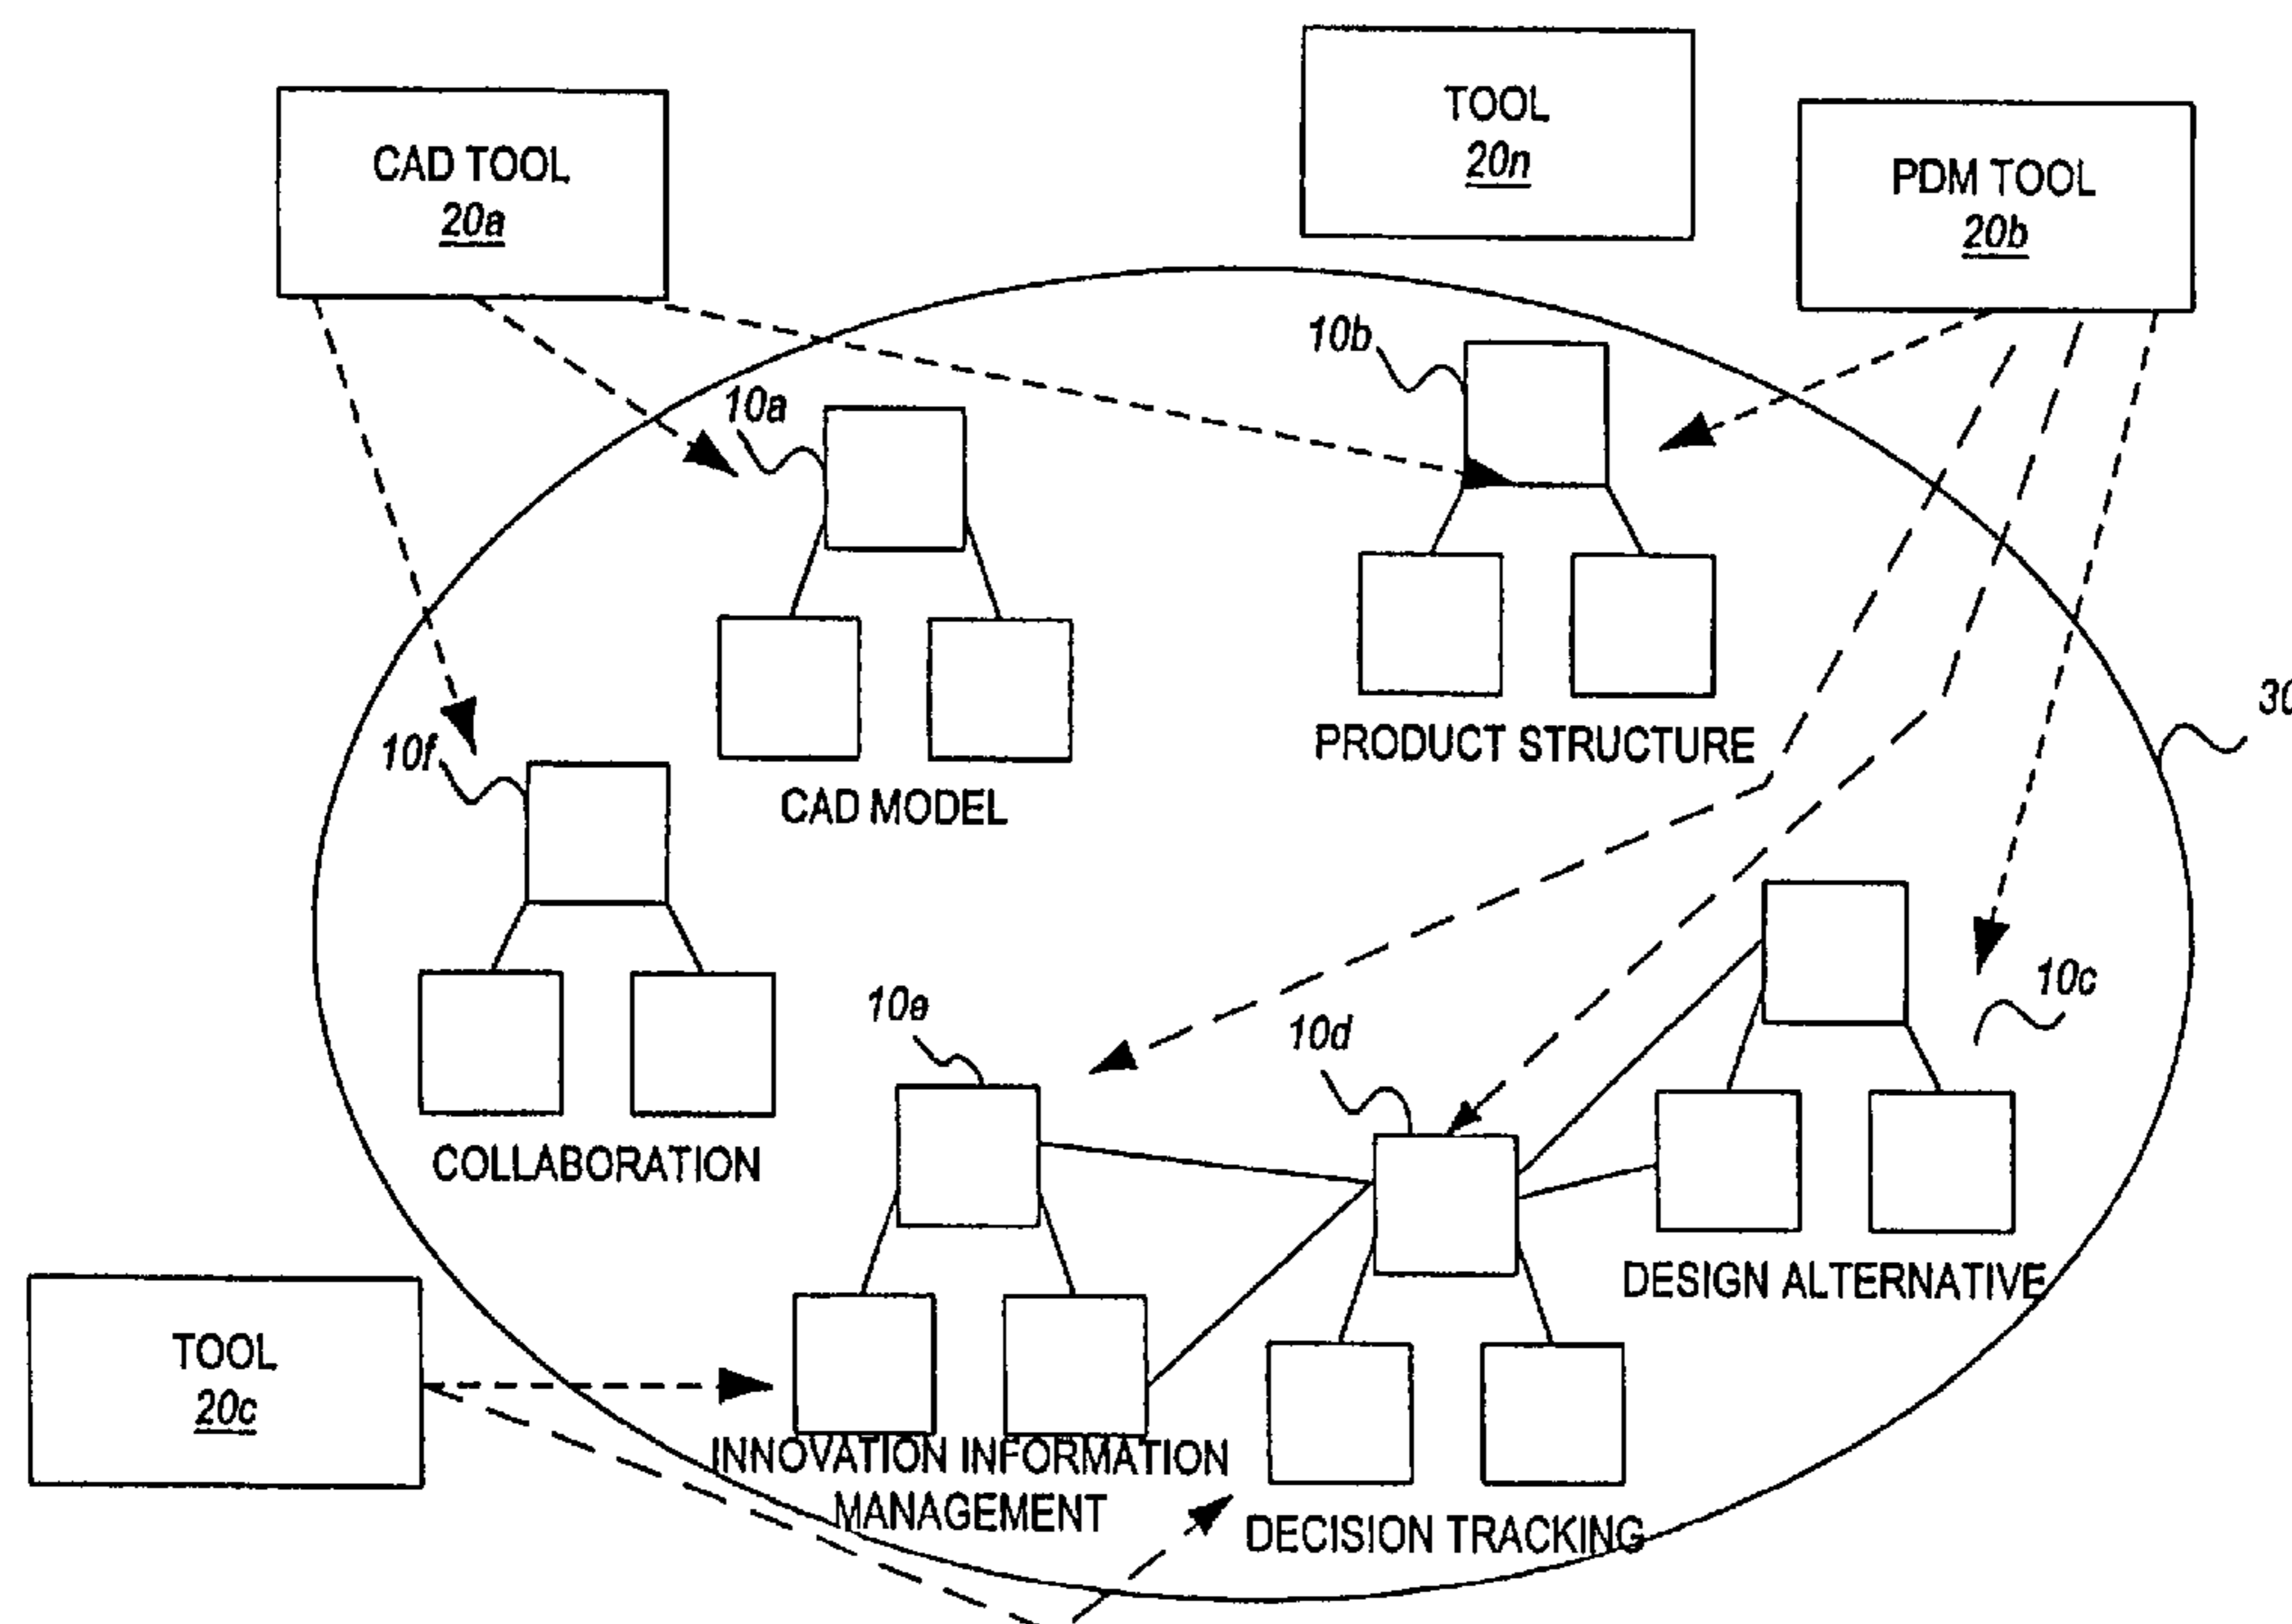 TOOL
20n
CAD TOOL
20a
PDM TOOL
20b
10b
10a
30
PRODUCT STRUCTURE
10f
CAD MODEL
10c
10e
10d
COLLABORATION
DESIGN ALTERNATIVE
TOOL
20c
INNOVATION INFORMATION
MANAGEMENT
DECISION TRACKING